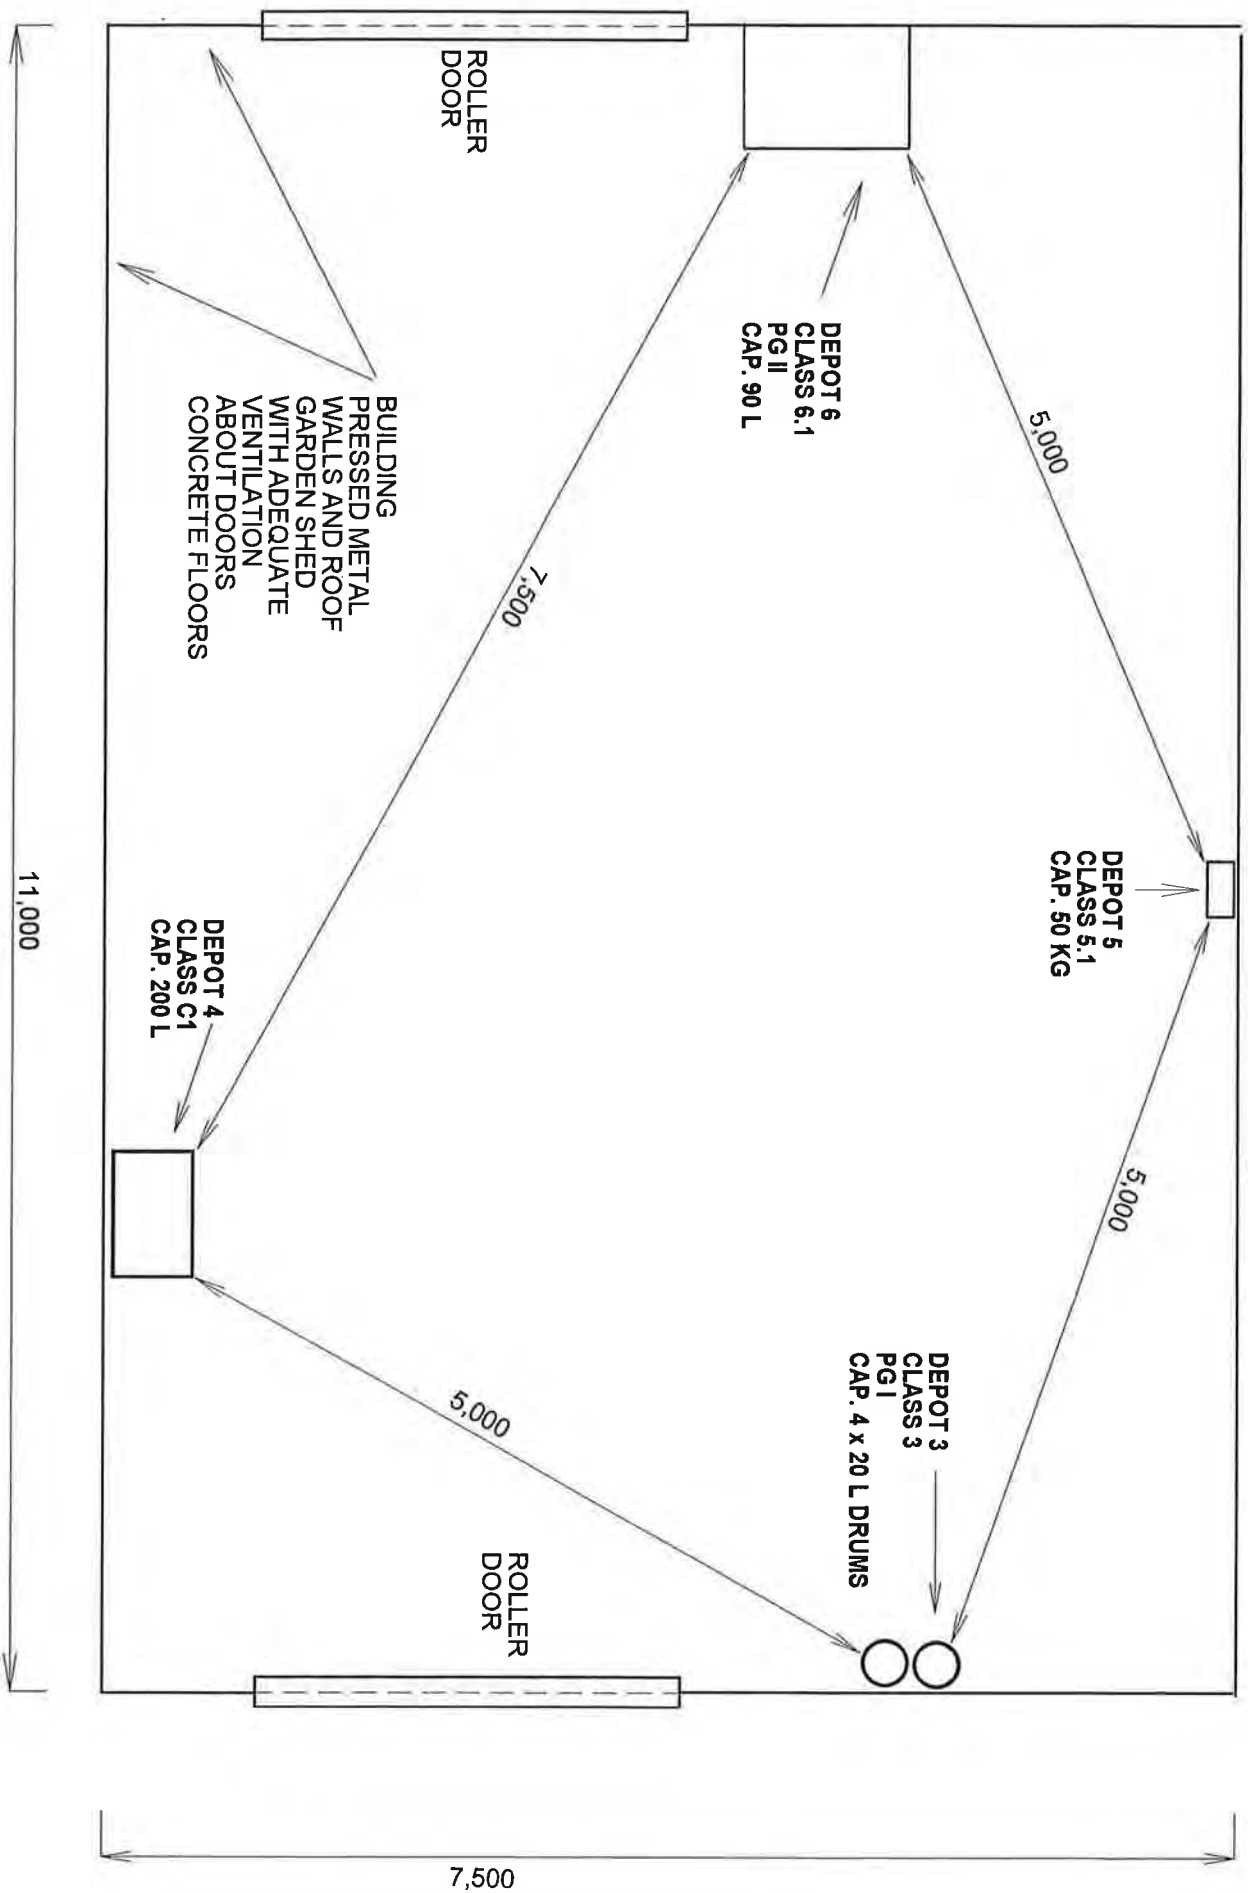 DEPOT 5
CLASS 5.1
CAP. 50 KG
5,000
5,000
DEPOT 6
CLASS 6.1
PG II
CAP. 90 L
DEPOT 3
CLASS 3
PG I
CAP. 4 x 20 L DRUMS
7,500
ROLLER
DOOR
ROLLER
DOOR
5,000
BUILDING
PRESSED METAL
WALLS AND ROOF
GARDEN SHED
WITH ADEQUATE
VENTILATION
ABOUT DOORS
CONCRETE FLOORS
DEPOT 4
CLASS C1
CAP. 200 L
11,000
7,500